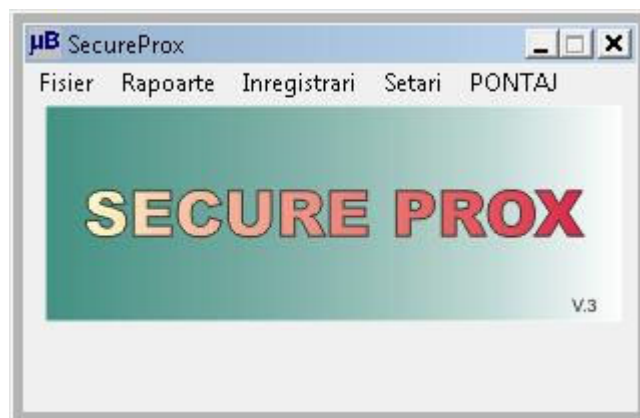 µB SecureProx
Fisier Rapoarte Inregistrari Setari PONTAJ
SECURE PROX
V.3